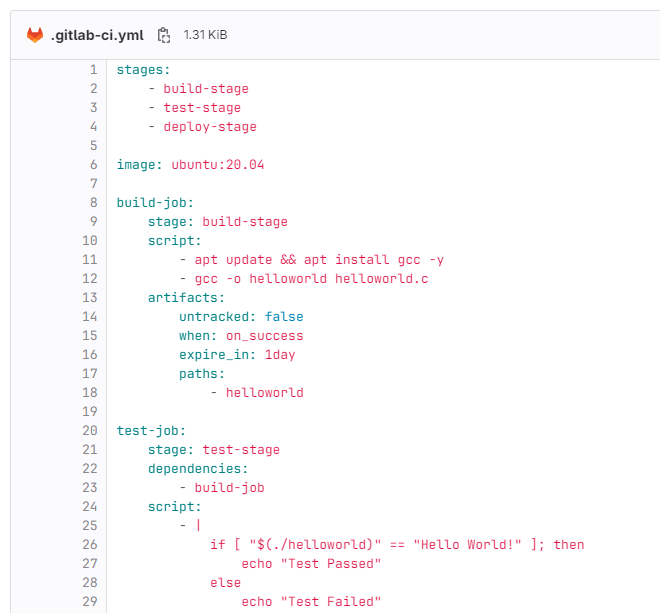 .gitlab-ci.yml 1.31 KiB
1 stages:
2     - build-stage
3     - test-stage
4     - deploy-stage
5
6 image: ubuntu:20.04
7
8 build-job:
9     stage: build-stage
10     script:
11         - apt update && apt install gcc -y
12         - gcc -o helloworld helloworld.c
13     artifacts:
14         untracked: false
15         when: on_success
16         expire_in: 1day
17         paths:
18             - helloworld
19
20 test-job:
21     stage: test-stage
22     dependencies:
23         - build-job
24     script:
25         - |
26             if [ "$(./helloworld)" == "Hello World!" ]; then
27                 echo "Test Passed"
28             else
29                 echo "Test Failed"